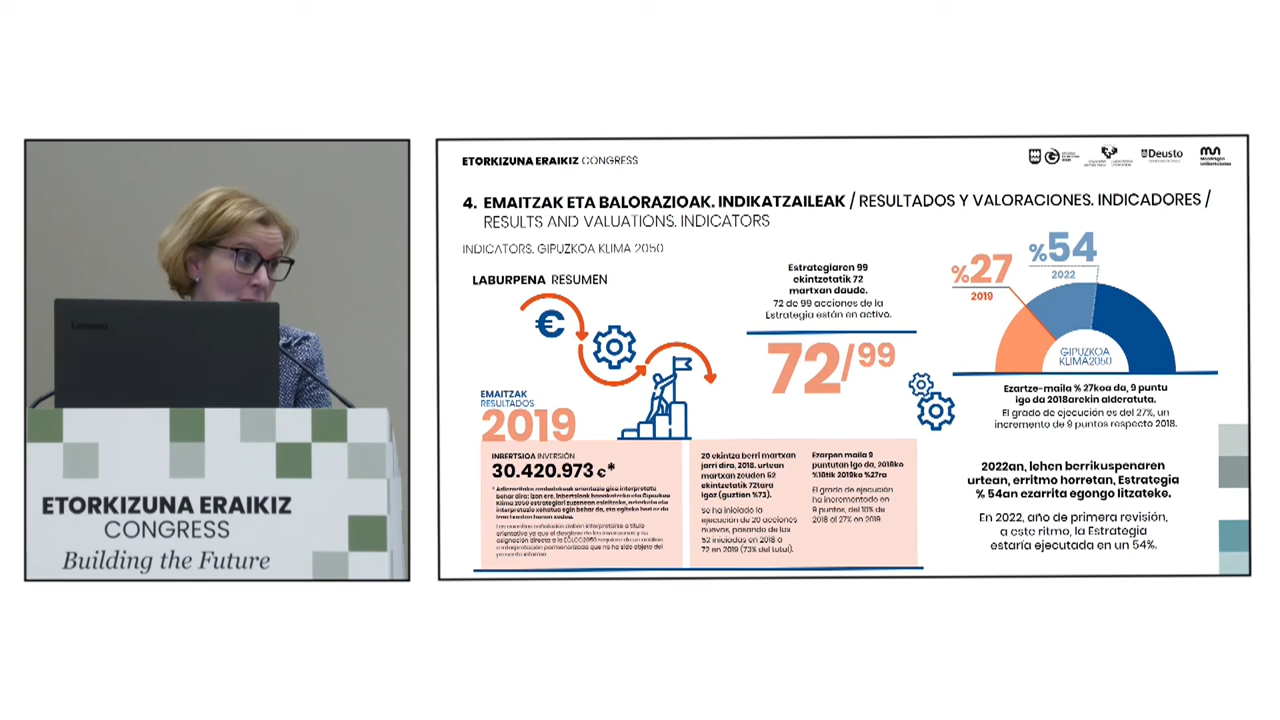 Lenovo
ETORKIZUNA ERAIKIZ
CONGRESS
Building the Future
ETORKIZUNA ERAIKIZ CONGRESS
Deusto
4. EMAITZAK ETA BALORAZIOAK. INDIKATZAILEAK / RESULTADOS Y VALORACIONES. INDICADORES /
RESULTS AND VALUATIONS. INDICATORS
INDICATORS. GIPUZKOA KLIMA 2050
LABURPENA RESUMEN
€
EMAITZAK
RESULTADOS
2019
INBERTSIOA INVERSIÓN
30.420.973 €*
20 ekintza berri martxan
jarri dira, 2018. urtean
martxan zeuden 52
ekintzetatik 72tara
igoz (guztien %73).
Se ha iniciado la
ejecución de 20 acciones
nuevas, pasando de las
52 iniciadas en 2018 a
72 en 2019 (73% del total).
Ezarpen maila 9
puntutan igo da, 2018ko
%18tik 2019ko %27ra
El grado de ejecución
ha incrementado en
9 puntos, del 18% de
2018 al 27% en 2019
Estrategiaren 99
ekintzetatik 72
martxan daude.
72 de 99 acciones de la
Estrategia están en activo.
72/99
%27
2019
%54
2022
GIPUZKOA
KLIMA2050
Ezartze-maila % 27koa da, 9 puntu
igo da 2018arekin alderatuta.
El grado de ejecución es del 27%, un
incremento de 9 puntos respecto 2018.
2022an, lehen berrikuspenaren
urtean, erritmo horretan, Estrategia
% 54an ezarrita egongo litzateke.
En 2022, año de primera revisión,
a este ritmo, la Estrategia
estaría ejecutada en un 54%.